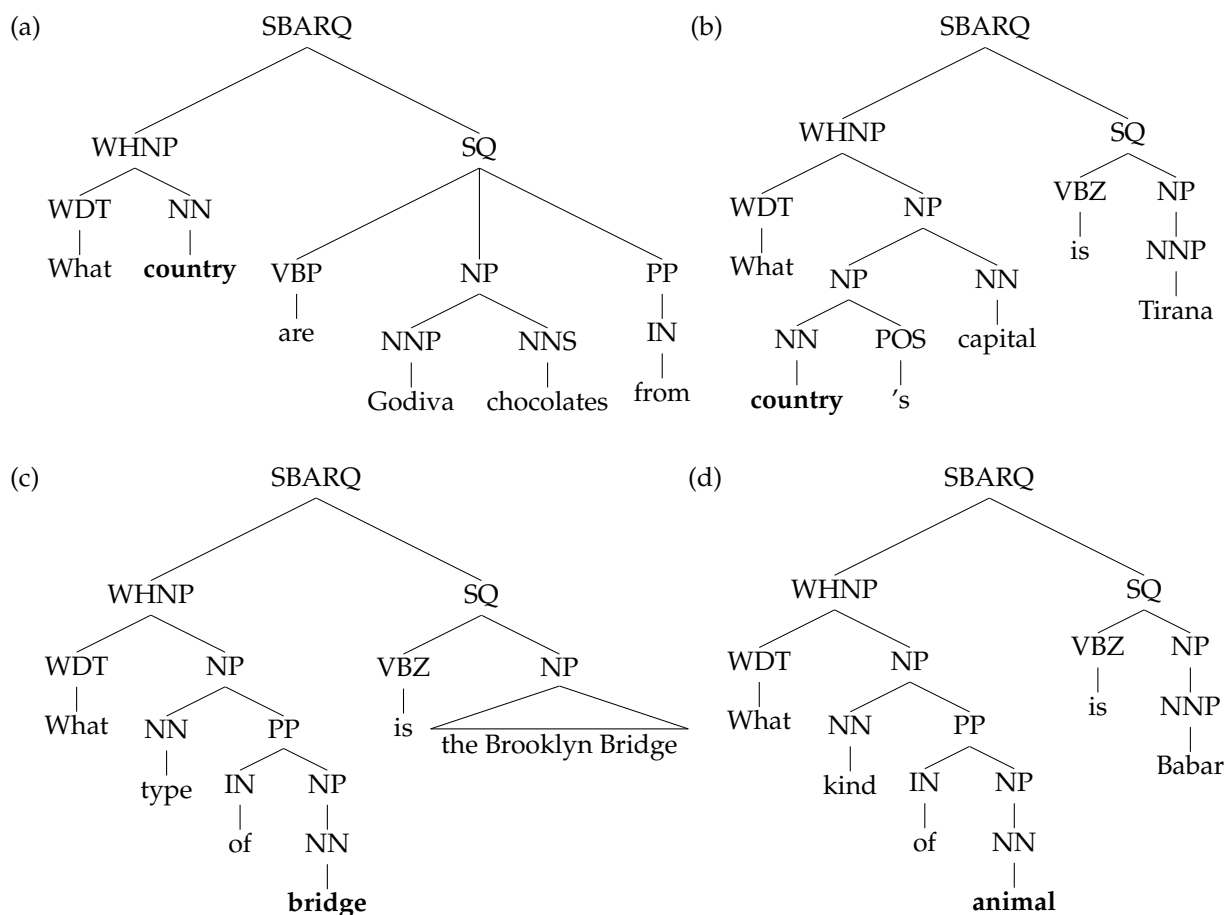 (a) SBARQ (b) SBARQ
WHNP SQ WHNP SQ
WDT NN WDT NP VBZ NP
What country VBP NP PP What NP NN is NNP
are NNP NNS IN NN POS capital Tirana
Godiva chocolates from country 's
(c) SBARQ (d) SBARQ
WHNP SQ WHNP SQ
WDT NP VBZ NP WDT NP VBZ NP
What NN PP is the Brooklyn Bridge What NN PP is NNP
type IN NP kind IN NP Babar
of NN of NN
bridge animal